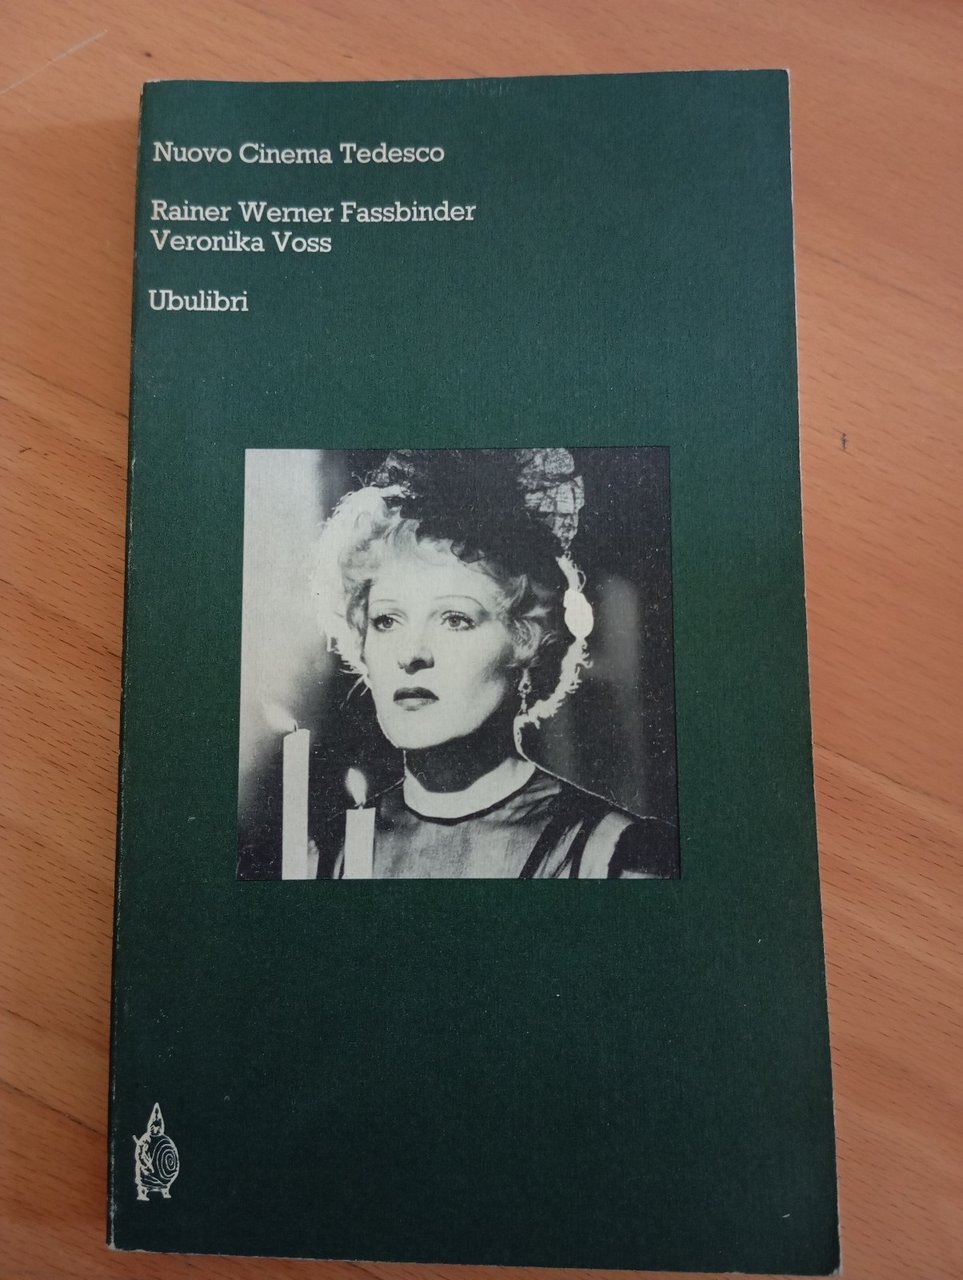 Nuovo Cinema Tedesco
Rainer Werner Fassbinder
Veronika Voss
Ubulibri